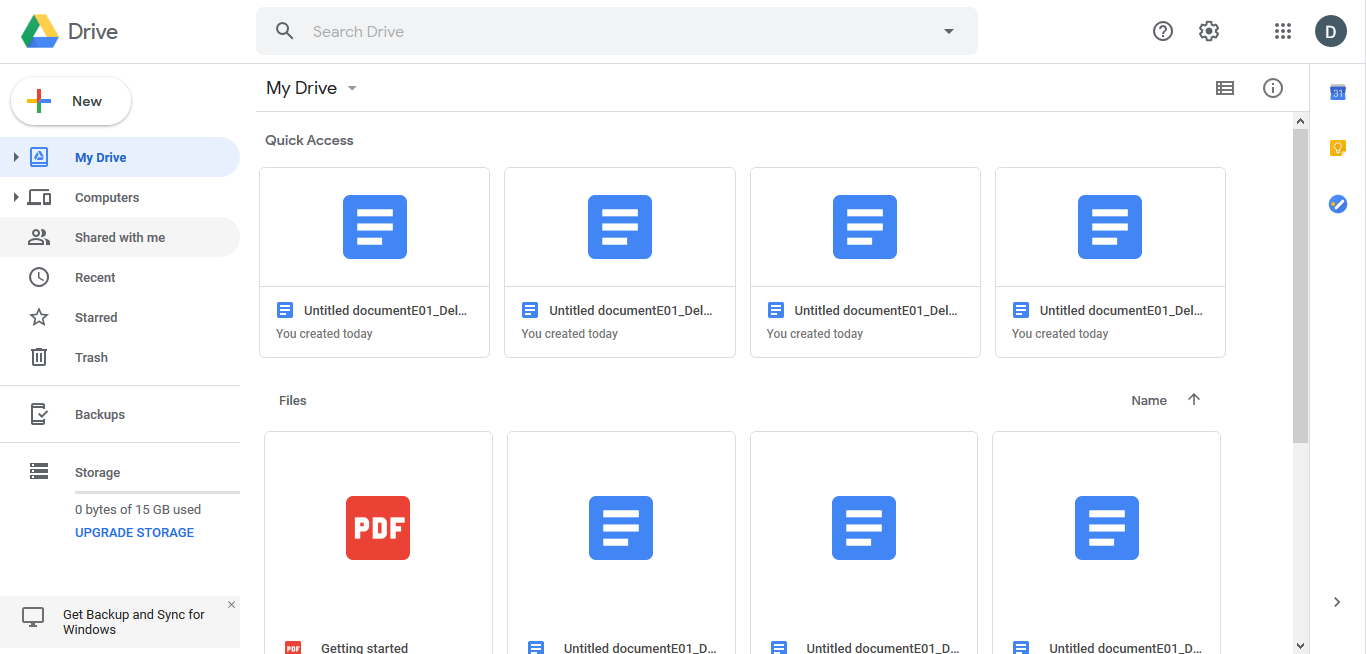 Drive
Search Drive
D
New
My Drive
Computers
Shared with me
Recent
Starred
Trash
Backups
Storage
0 bytes of 15 GB used
UPGRADE STORAGE
Get Backup and Sync for
Windows
My Drive
Quick Access
Untitled documentE01_Del...
You created today
Untitled documentE01_Del...
You created today
Untitled documentE01_Del...
You created today
Untitled documentE01_Del...
You created today
Files
Name
PDF
PDF Getting started
Untitled documentE01_D...
Untitled documentE01_D...
Untitled documentE01_D...
31